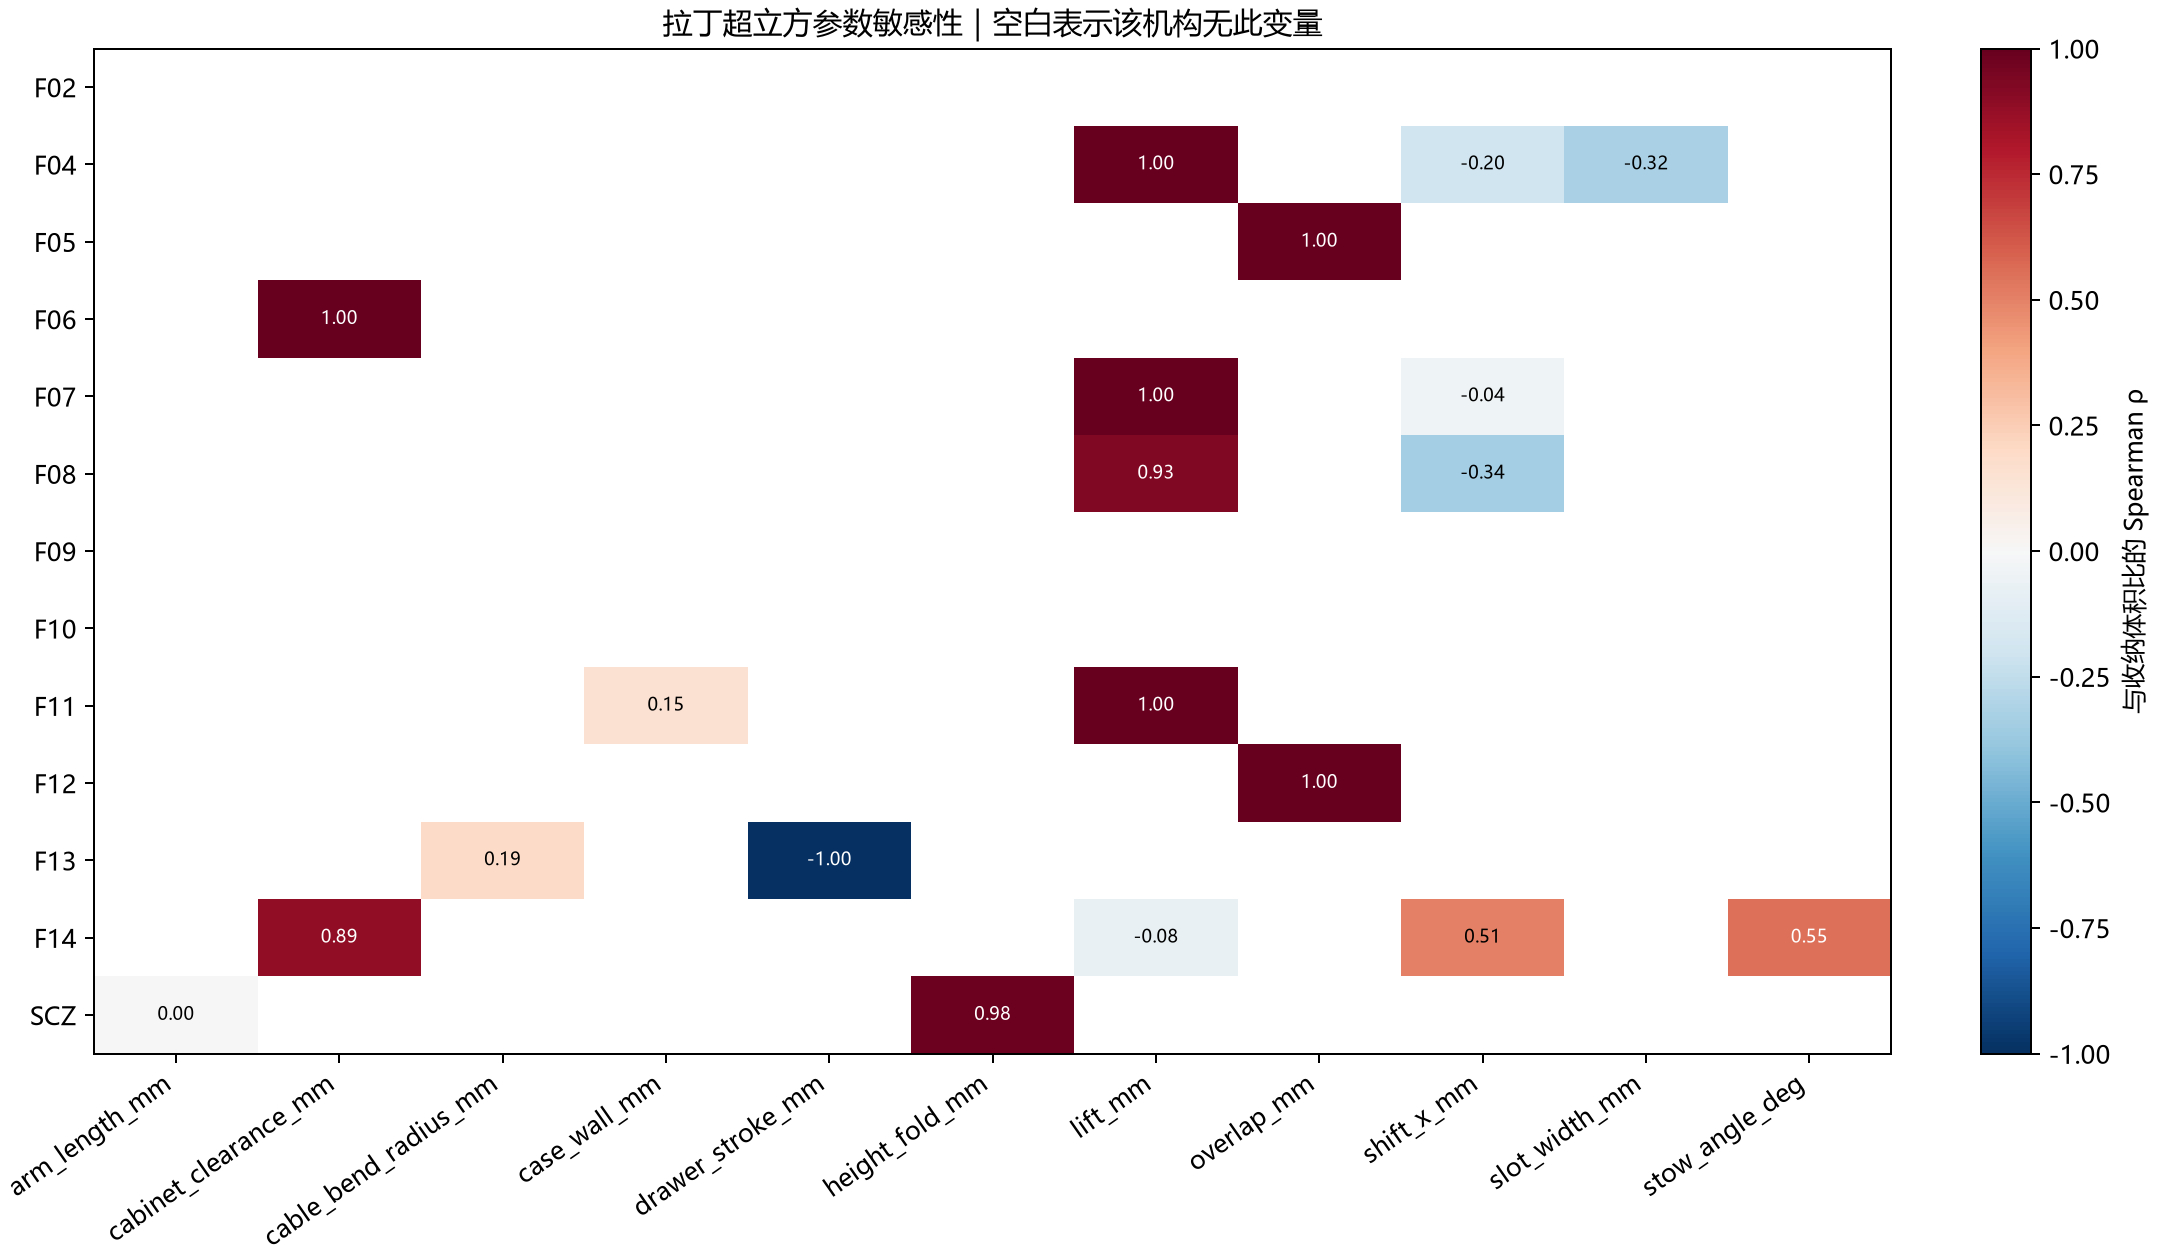 拉丁超立方参数敏感性 | 空白表示该机构无此变量
F02
F04 1.00 -0.20 -0.32
F05 1.00
F06 1.00
F07 1.00 -0.04
F08 0.93 -0.34
F09
F10
F11 0.15 1.00
F12 1.00
F13 0.19 -1.00
F14 0.89 -0.08 0.51 0.55
SCZ 0.00 0.98
arm_length_mm
cabinet_clearance_mm
cable_bend_radius_mm
case_wall_mm
drawer_stroke_mm
height_fold_mm
lift_mm
overlap_mm
shift_x_mm
slot_width_mm
stow_angle_deg
1.00
0.75
0.50
0.25
0.00
-0.25
-0.50
-0.75
-1.00
与收纳体积比的 Spearman ρ